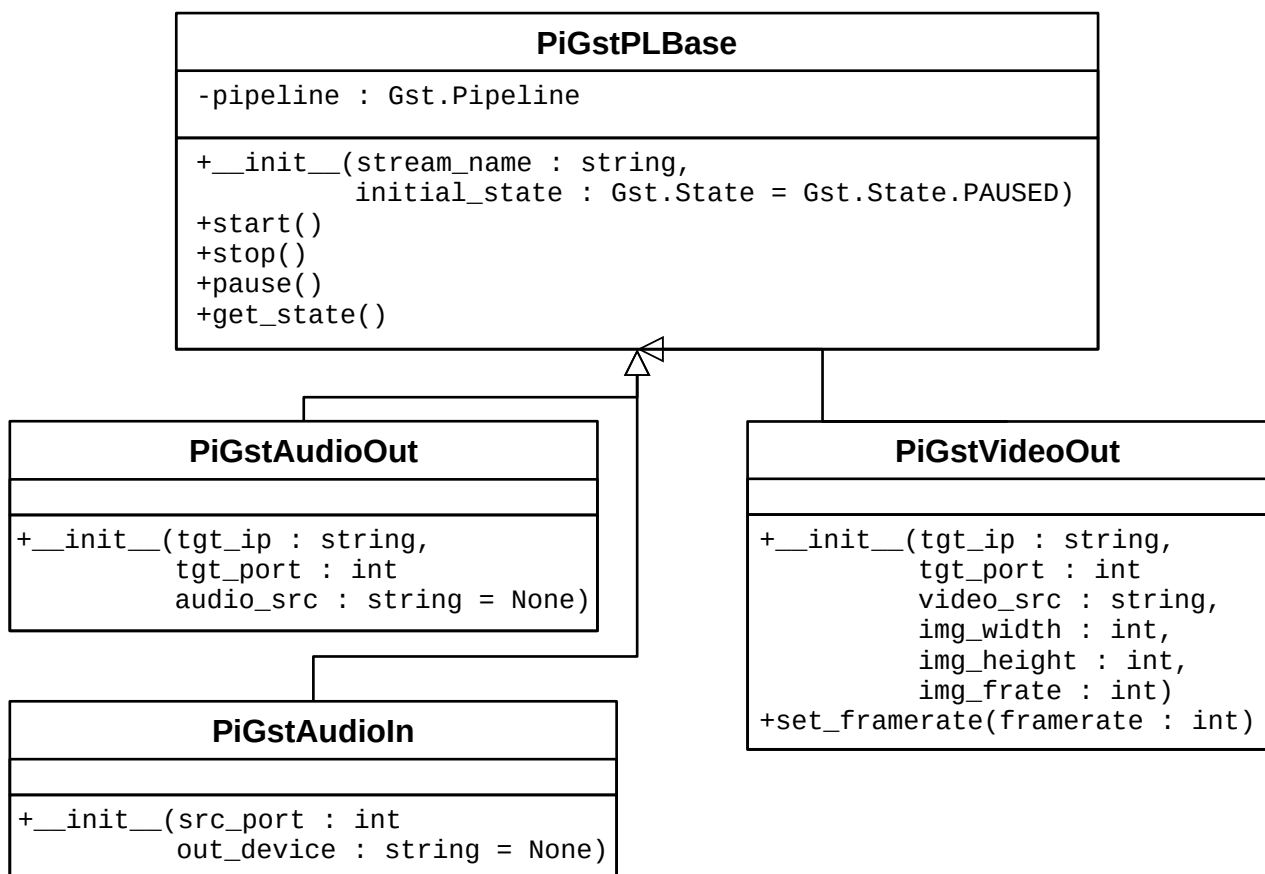 PiGstPLBase
-pipeline : Gst.Pipeline
+__init__(stream_name : string,
initial_state : Gst.State = Gst.State.PAUSED)
+start()
+stop()
+pause()
+get_state()
PiGstAudioOut
+__init__(tgt_ip : string,
tgt_port : int
audio_src : string = None)
PiGstVideoOut
+__init__(tgt_ip : string,
tgt_port : int
video_src : string,
img_width : int,
img_height : int,
img_frate : int)
+set_framerate(framerate : int)
PiGstAudioIn
+__init__(src_port : int
out_device : string = None)